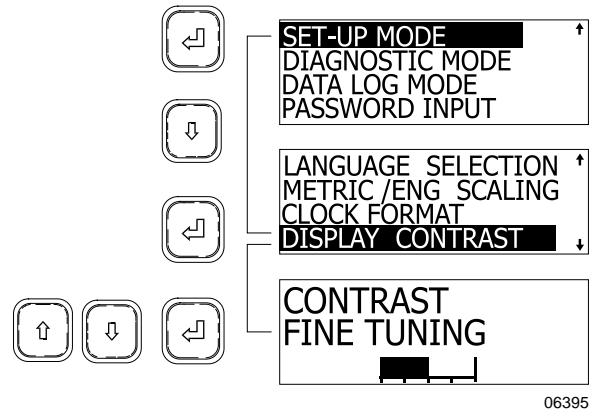 SET-UP MODE
DIAGNOSTIC MODE
DATA LOG MODE
PASSWORD INPUT
LANGUAGE SELECTION
METRIC /ENG SCALING
CLOCK FORMAT
DISPLAY CONTRAST
CONTRAST
FINE TUNING
06395